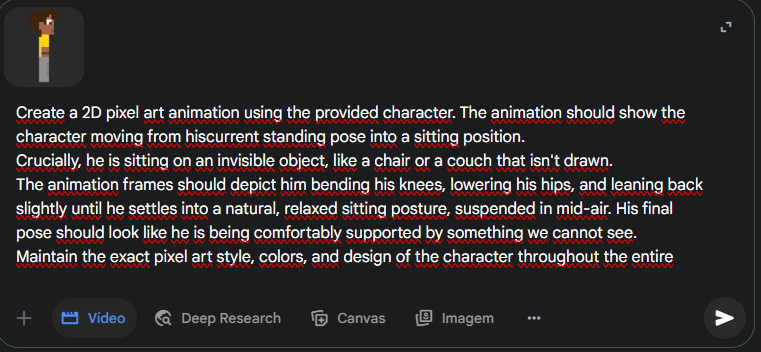 Create a 2D pixel art animation using the provided character. The animation should show the
character moving from hiscurrent standing pose into a sitting position.
Crucially, he is sitting on an invisible object, like a chair or a couch that isn't drawn.
The animation frames should depict him bending his knees, lowering his hips, and leaning back
slightly until he settles into a natural, relaxed sitting posture, suspended in mid-air. His final
pose should look like he is being comfortably supported by something we cannot see.
Maintain the exact pixel art style, colors, and design of the character throughout the entire
Vídeo Deep Research Canvas Imagem